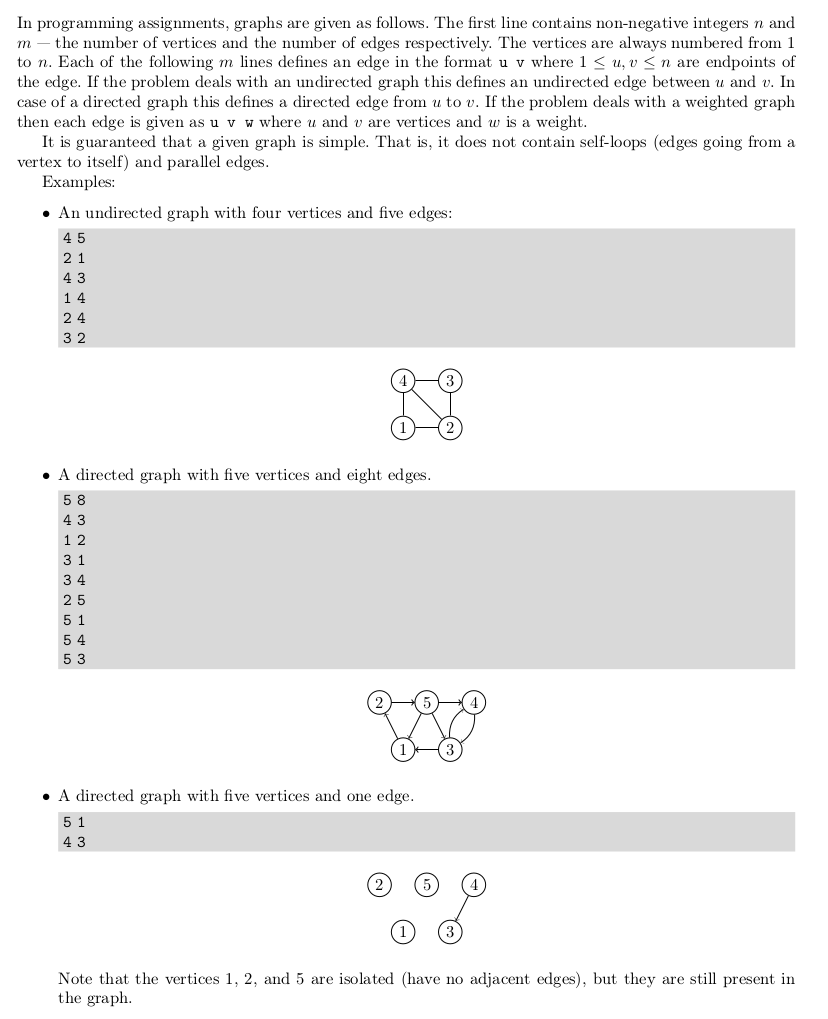 In programming assignments, graphs are given as follows. The first line contains non-negative integers n and
m — the number of vertices and the number of edges respectively. The vertices are always numbered from 1
to n. Each of the following m lines defines an edge in the format u v where 1 ≤ u, v ≤ n are endpoints of
the edge. If the problem deals with an undirected graph this defines an undirected edge between u and v. In
case of a directed graph this defines a directed edge from u to v. If the problem deals with a weighted graph
then each edge is given as u v w where u and v are vertices and w is a weight.
It is guaranteed that a given graph is simple. That is, it does not contain self-loops (edges going from a
vertex to itself) and parallel edges.
Examples:
• An undirected graph with four vertices and five edges:
4 5
2 1
4 3
1 4
2 4
3 2
4 3
1 2
• A directed graph with five vertices and eight edges.
5 8
4 3
1 2
3 1
3 4
2 5
5 1
5 4
5 3
2 5 4
1 3
• A directed graph with five vertices and one edge.
5 1
4 3
2 5 4
1 3
Note that the vertices 1, 2, and 5 are isolated (have no adjacent edges), but they are still present in
the graph.